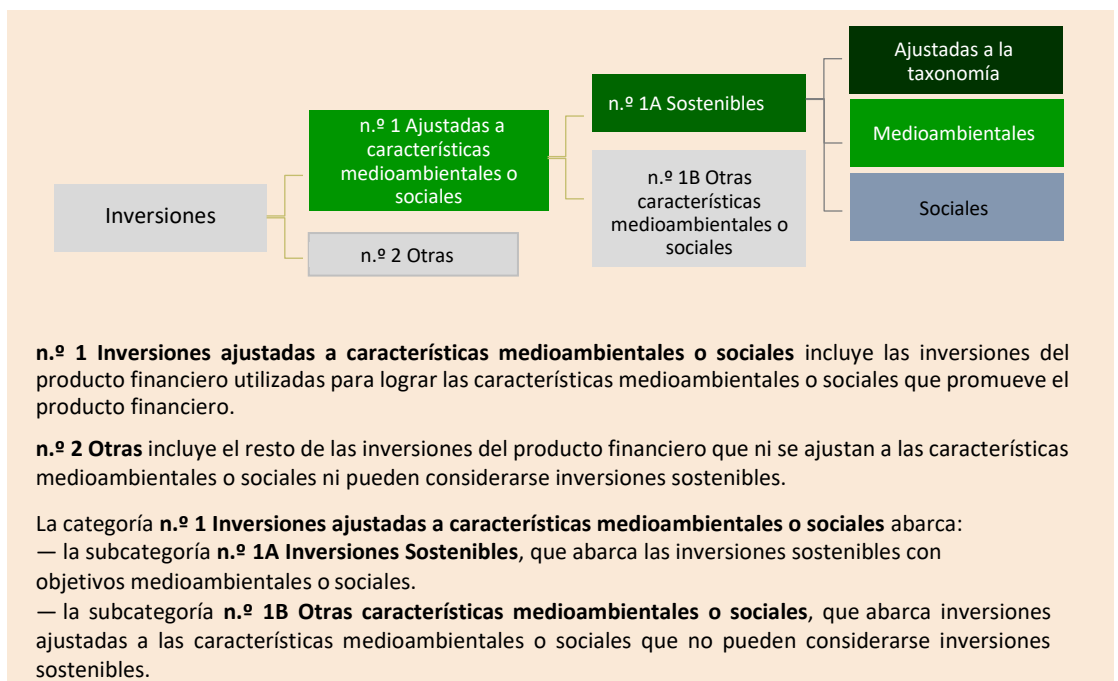 Inversiones
n.º 1 Ajustadas a
características
medioambientales o
sociales
n.º 2 Otras
n.º 1A Sostenibles
n.º 1B Otras
características
medioambientales o
sociales
Ajustadas a la
taxonomía
Medioambientales
Sociales
n.º 1 Inversiones ajustadas a características medioambientales o sociales incluye las inversiones del
producto financiero utilizadas para lograr las características medioambientales o sociales que promueve el
producto financiero.
n.º 2 Otras incluye el resto de las inversiones del producto financiero que ni se ajustan a las características
medioambientales o sociales ni pueden considerarse inversiones sostenibles.
La categoría n.º 1 Inversiones ajustadas a características medioambientales o sociales abarca:
— la subcategoría n.º 1A Inversiones Sostenibles, que abarca las inversiones sostenibles con
objetivos medioambientales o sociales.
— la subcategoría n.º 1B Otras características medioambientales o sociales, que abarca inversiones
ajustadas a las características medioambientales o sociales que no pueden considerarse inversiones
sostenibles.